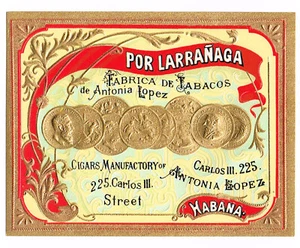 POR LARRAÑAGA
FABRICA DE TABACOS
de Antonia Lopez
CIGARS MANUFACTORY OF
225. Carlos III.
Street
CARLOS III. 225.
ANTONIA LOPEZ
HABANA